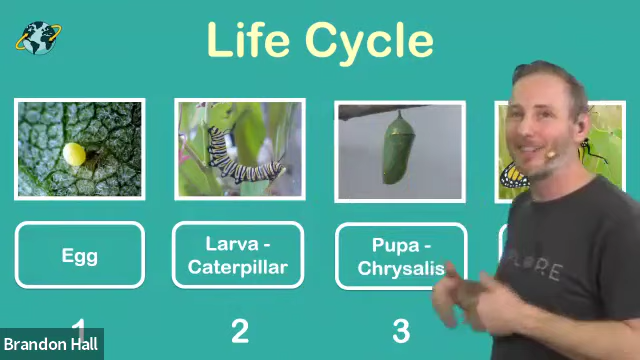 Life Cycle
Egg
Larva -
Caterpillar
Pupa -
Chrysalis
1
2
3
Brandon Hall